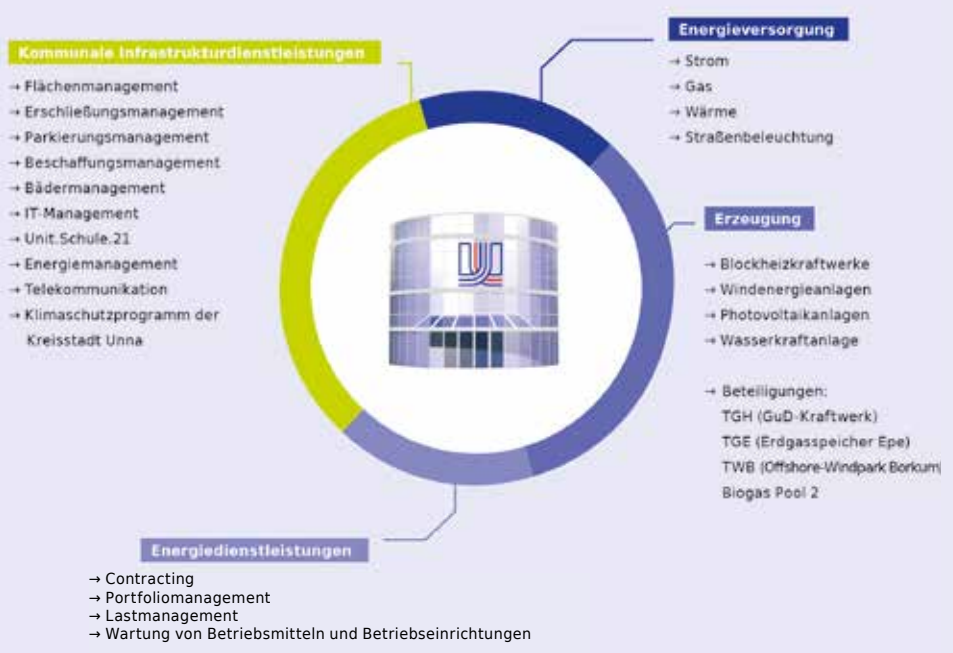 Kommunale Infrastrukturdienstleistungen
→ Flächenmanagement
→ Erschließungsmanagement
→ Parkierungsmanagement
→ Beschaffungsmanagement
→ Bädermanagement
→ IT-Management
→ Unit.Schule.21
→ Energiemanagement
→ Telekommunikation
→ Klimaschutzprogramm der
Kreisstadt Unna
Energieversorgung
→ Strom
→ Gas
→ Wärme
→ Straßenbeleuchtung
Erzeugung
→ Blockheizkraftwerke
→ Windenergieanlagen
→ Photovoltaikanlagen
→ Wasserkraftanlage
→ Beteiligungen:
TGH (GuD-Kraftwerk)
TGE (Erdgasspeicher Epe)
TWB (Offshore-Windpark Borkum)
Biogas Pool 2
Energiedienstleistungen
→ Contracting
→ Portfoliomanagement
→ Lastmanagement
→ Wartung von Betriebsmitteln und Betriebseinrichtungen